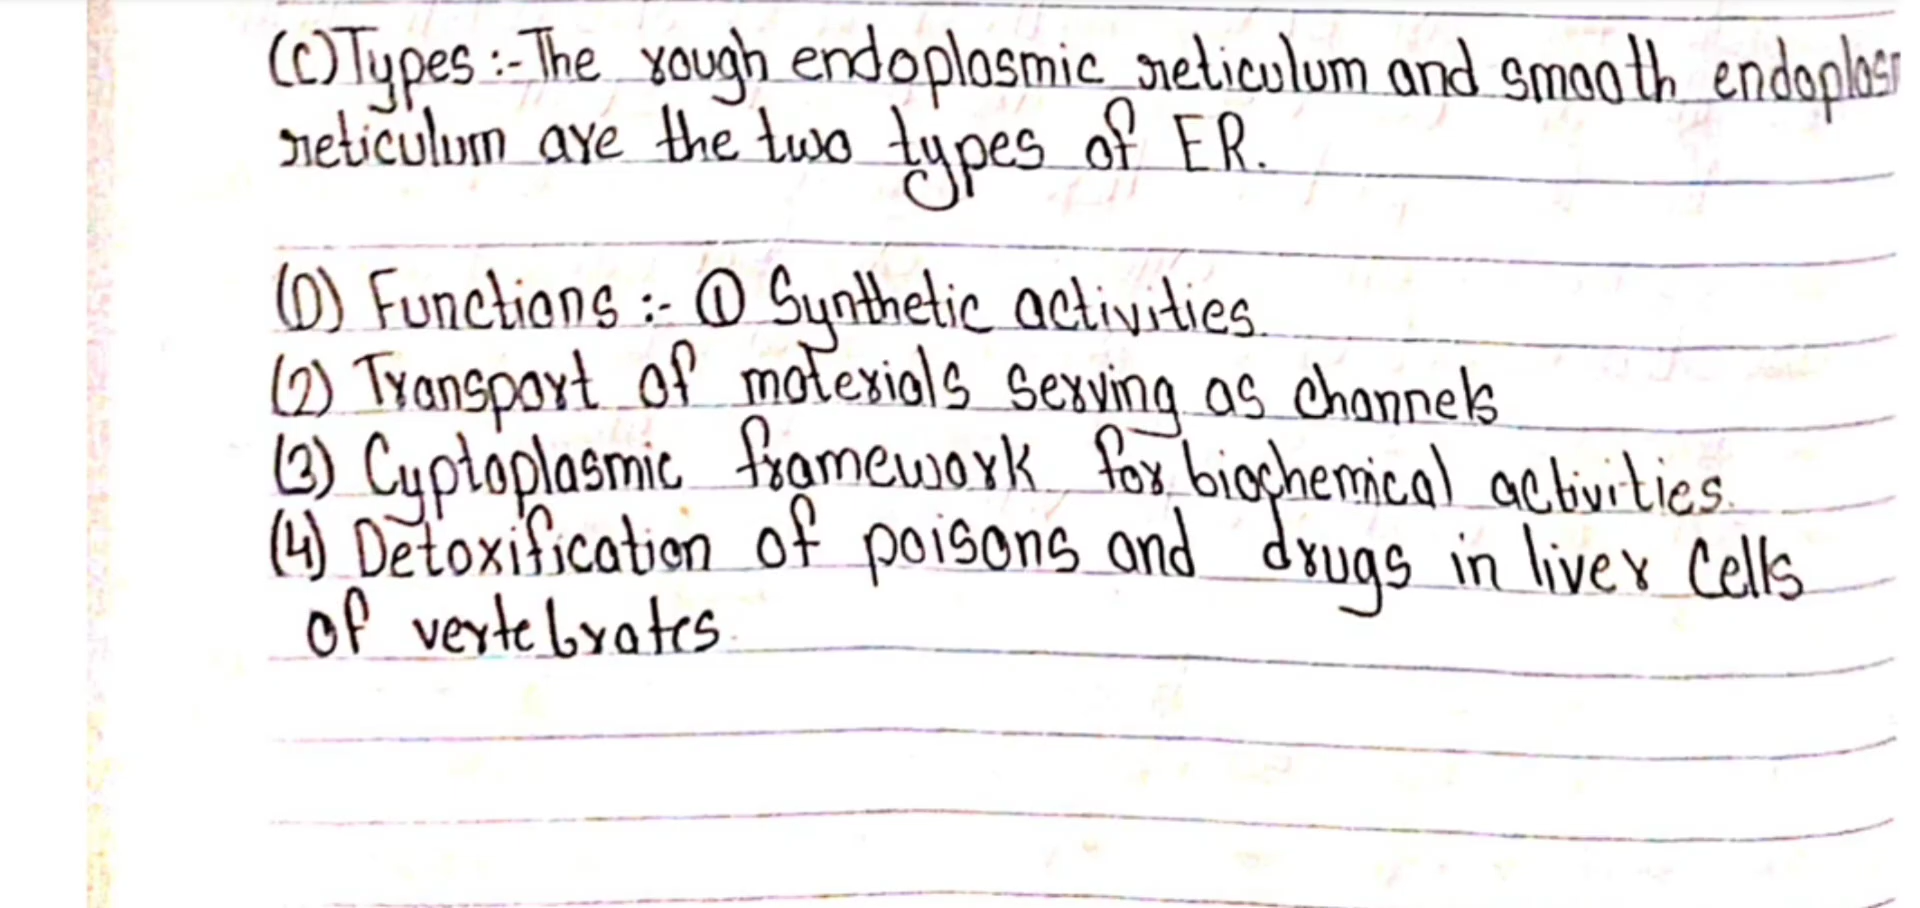 (C) Types :- The rough endoplasmic reticulum and smooth endoplasm
reticulum are the two types of ER.
(D) Functions :- ① Synthetic activities.
(2) Transport of materials serving as channels
(3) Cyptoplasmic framework for biochemical activities.
(4) Detoxification of poisons and drugs in liver Cells
of vertebrates.